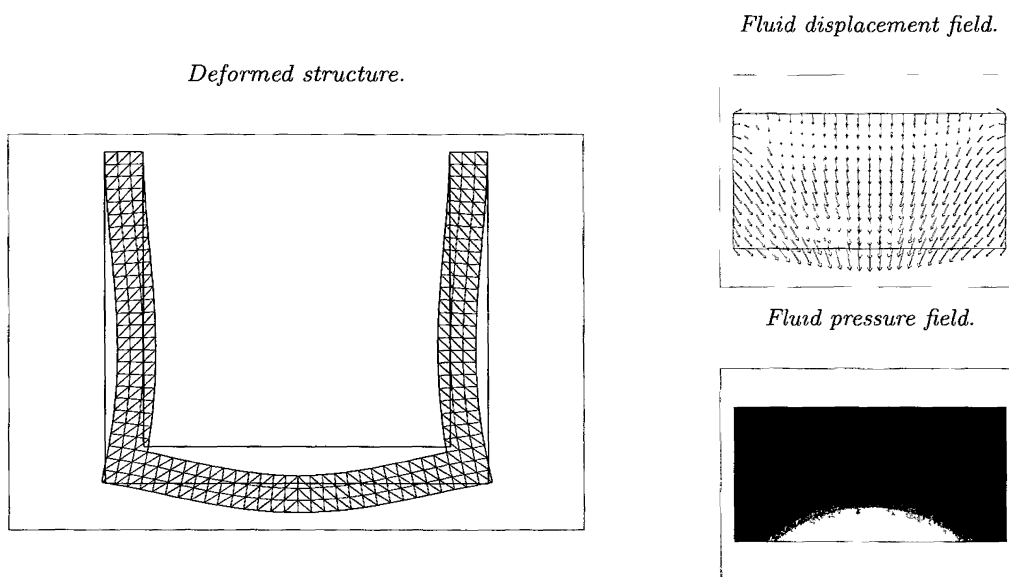 Deformed structure.
Fluid displacement field.
Fluid pressure field.